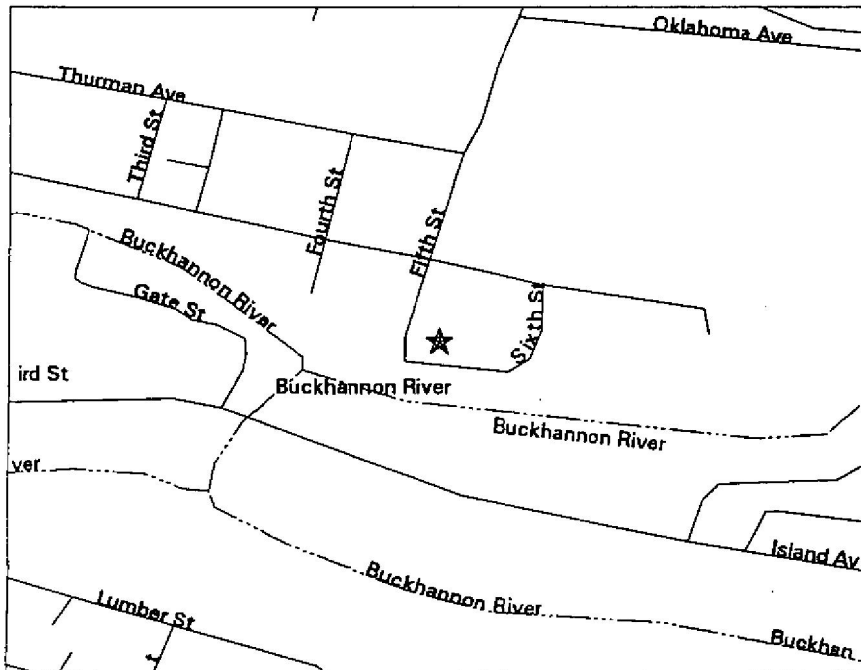 Oklahoma Ave
Thurman Ave
Third St
Fourth St
Fifth St
Buckhannon River
Gate St
Sixth St
ird St
Buckhannon River
Buckhannon River
ver
Island Av
Buckhannon River
Lumber St
Buckhan